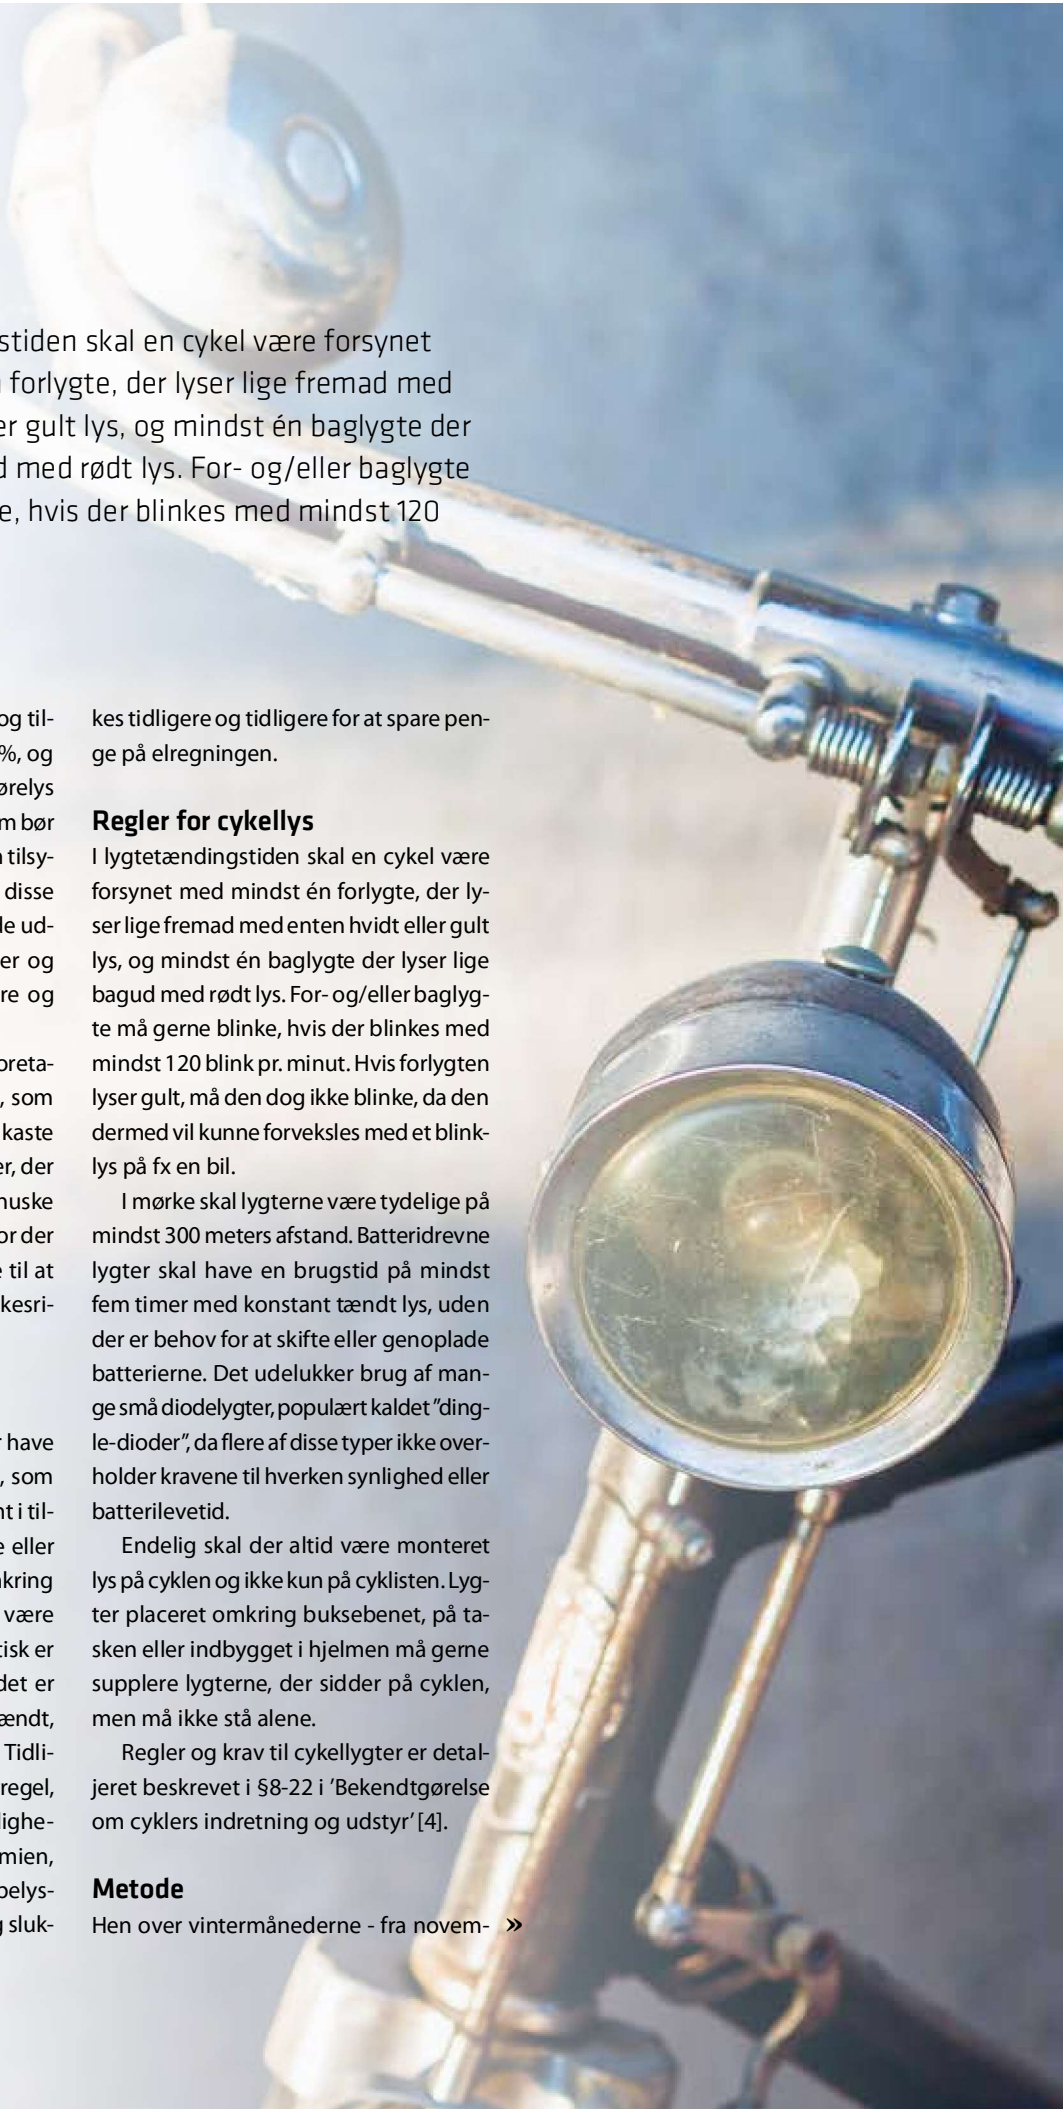 stiden skal en cykel være forsynet
forlygte, der lyser lige fremad med
er gult lys, og mindst én baglygte der
d med rødt lys. For- og/eller baglygte
e, hvis der blinkes med mindst 120
og til-
%, og
ørelys
m bør
tilsy-
disse
le ud-
er og
re og
oreta-
, som
kaste
er, der
huske
or der
e til at
kesri-
r have
, som
nt i til-
e eller
kring
være
tisk er
det er
ændt,
Tidli-
regel,
lighe-
mien,
belys-
g sluk-
kes tidligere og tidligere for at spare pen-
ge på elregningen.
Regler for cykellys
I lygtetændingstiden skal en cykel være
forsynet med mindst én forlygte, der ly-
ser lige fremad med enten hvidt eller gult
lys, og mindst én baglygte der lyser lige
bagud med rødt lys. For- og/eller baglyg-
te må gerne blinke, hvis der blinkes med
mindst 120 blink pr. minut. Hvis forlygten
lyser gult, må den dog ikke blinke, da den
dermed vil kunne forveksles med et blink-
lys på fx en bil.
I mørke skal lygterne være tydelige på
mindst 300 meters afstand. Batteridrevne
lygter skal have en brugstid på mindst
fem timer med konstant tændt lys, uden
der er behov for at skifte eller genoplade
batterierne. Det udelukker brug af man-
ge små diodelygter, populært kaldet ”ding-
le-dioder”, da flere af disse typer ikke over-
holder kravene til hverken synlighed eller
batterilevetid.
Endelig skal der altid være monteret
lys på cyklen og ikke kun på cyklisten. Lyg-
ter placeret omkring buksebenet, på ta-
sken eller indbygget i hjelmen må gerne
supplere lygterne, der sidder på cyklen,
men må ikke stå alene.
Regler og krav til cykellygter er detal-
jeret beskrevet i §8-22 i ’Bekendtgørelse
om cyklers indretning og udstyr’ [4].
Metode
Hen over vintermånederne - fra novem- »